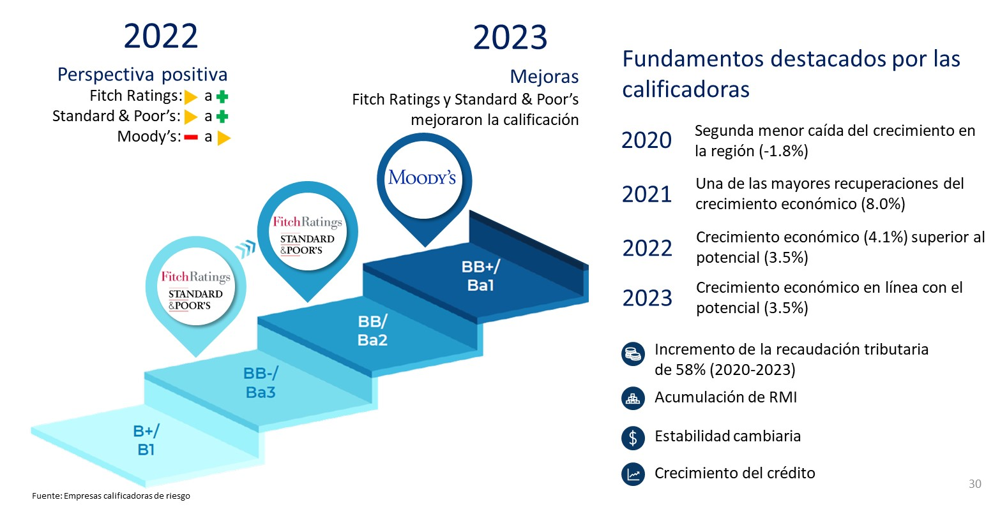 2022
Perspectiva positiva
Fitch Ratings: a
Standard & Poor's: a
Moody's: a
2023
Mejoras
Fitch Ratings y Standard & Poor's
mejoraron la calificación
MOODY'S
FitchRatings
STANDARD
&POOR'S
FitchRatings
STANDARD
&POOR'S
BB+/
Ba1
BB/
Ba2
BB-/
Ba3
B+/
B1
Fuente: Empresas calificadoras de riesgo
Fundamentos destacados por las
calificadoras
2020
Segunda menor caída del crecimiento en
la región (-1.8%)
2021
Una de las mayores recuperaciones del
crecimiento económico (8.0%)
2022
Crecimiento económico (4.1%) superior al
potencial (3.5%)
2023
Crecimiento económico en línea con el
potencial (3.5%)
Incremento de la recaudación tributaria
de 58% (2020-2023)
Acumulación de RMI
$
Estabilidad cambiaria
Crecimiento del crédito
30